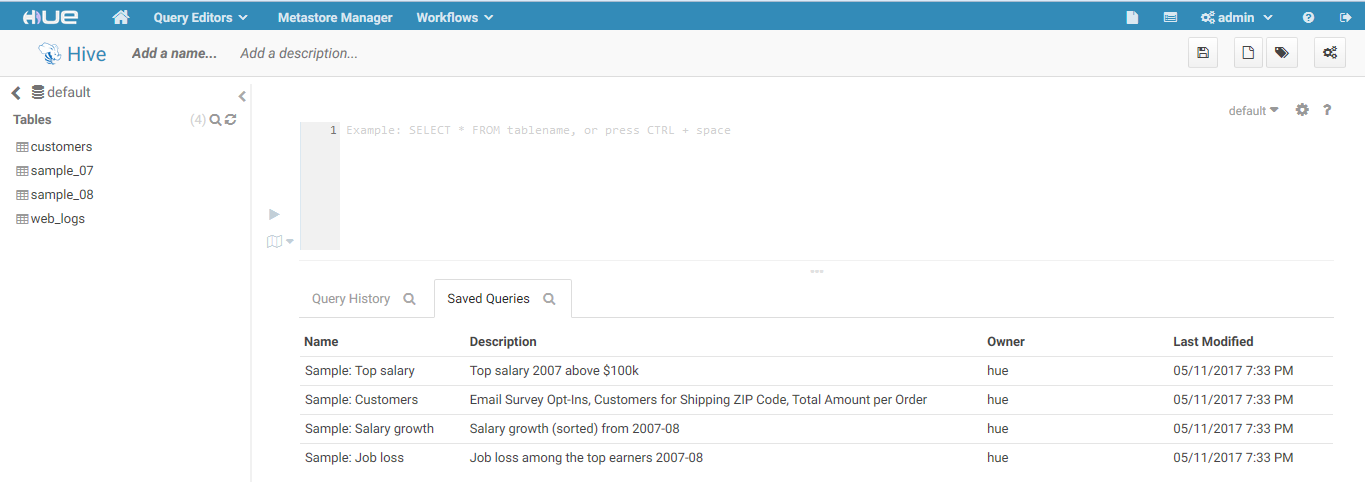 HUE Query Editors Metastore Manager Workflows admin
Hive Add a name... Add a description...
default
Tables (4)
customers
sample_07
sample_08
web_logs
default ?
1 Example: SELECT * FROM tablename, or press CTRL + space
Query History Saved Queries
Name Description Owner Last Modified
Sample: Top salary Top salary 2007 above $100k hue 05/11/2017 7:33 PM
Sample: Customers Email Survey Opt-Ins, Customers for Shipping ZIP Code, Total Amount per Order hue 05/11/2017 7:33 PM
Sample: Salary growth Salary growth (sorted) from 2007-08 hue 05/11/2017 7:33 PM
Sample: Job loss Job loss among the top earners 2007-08 hue 05/11/2017 7:33 PM